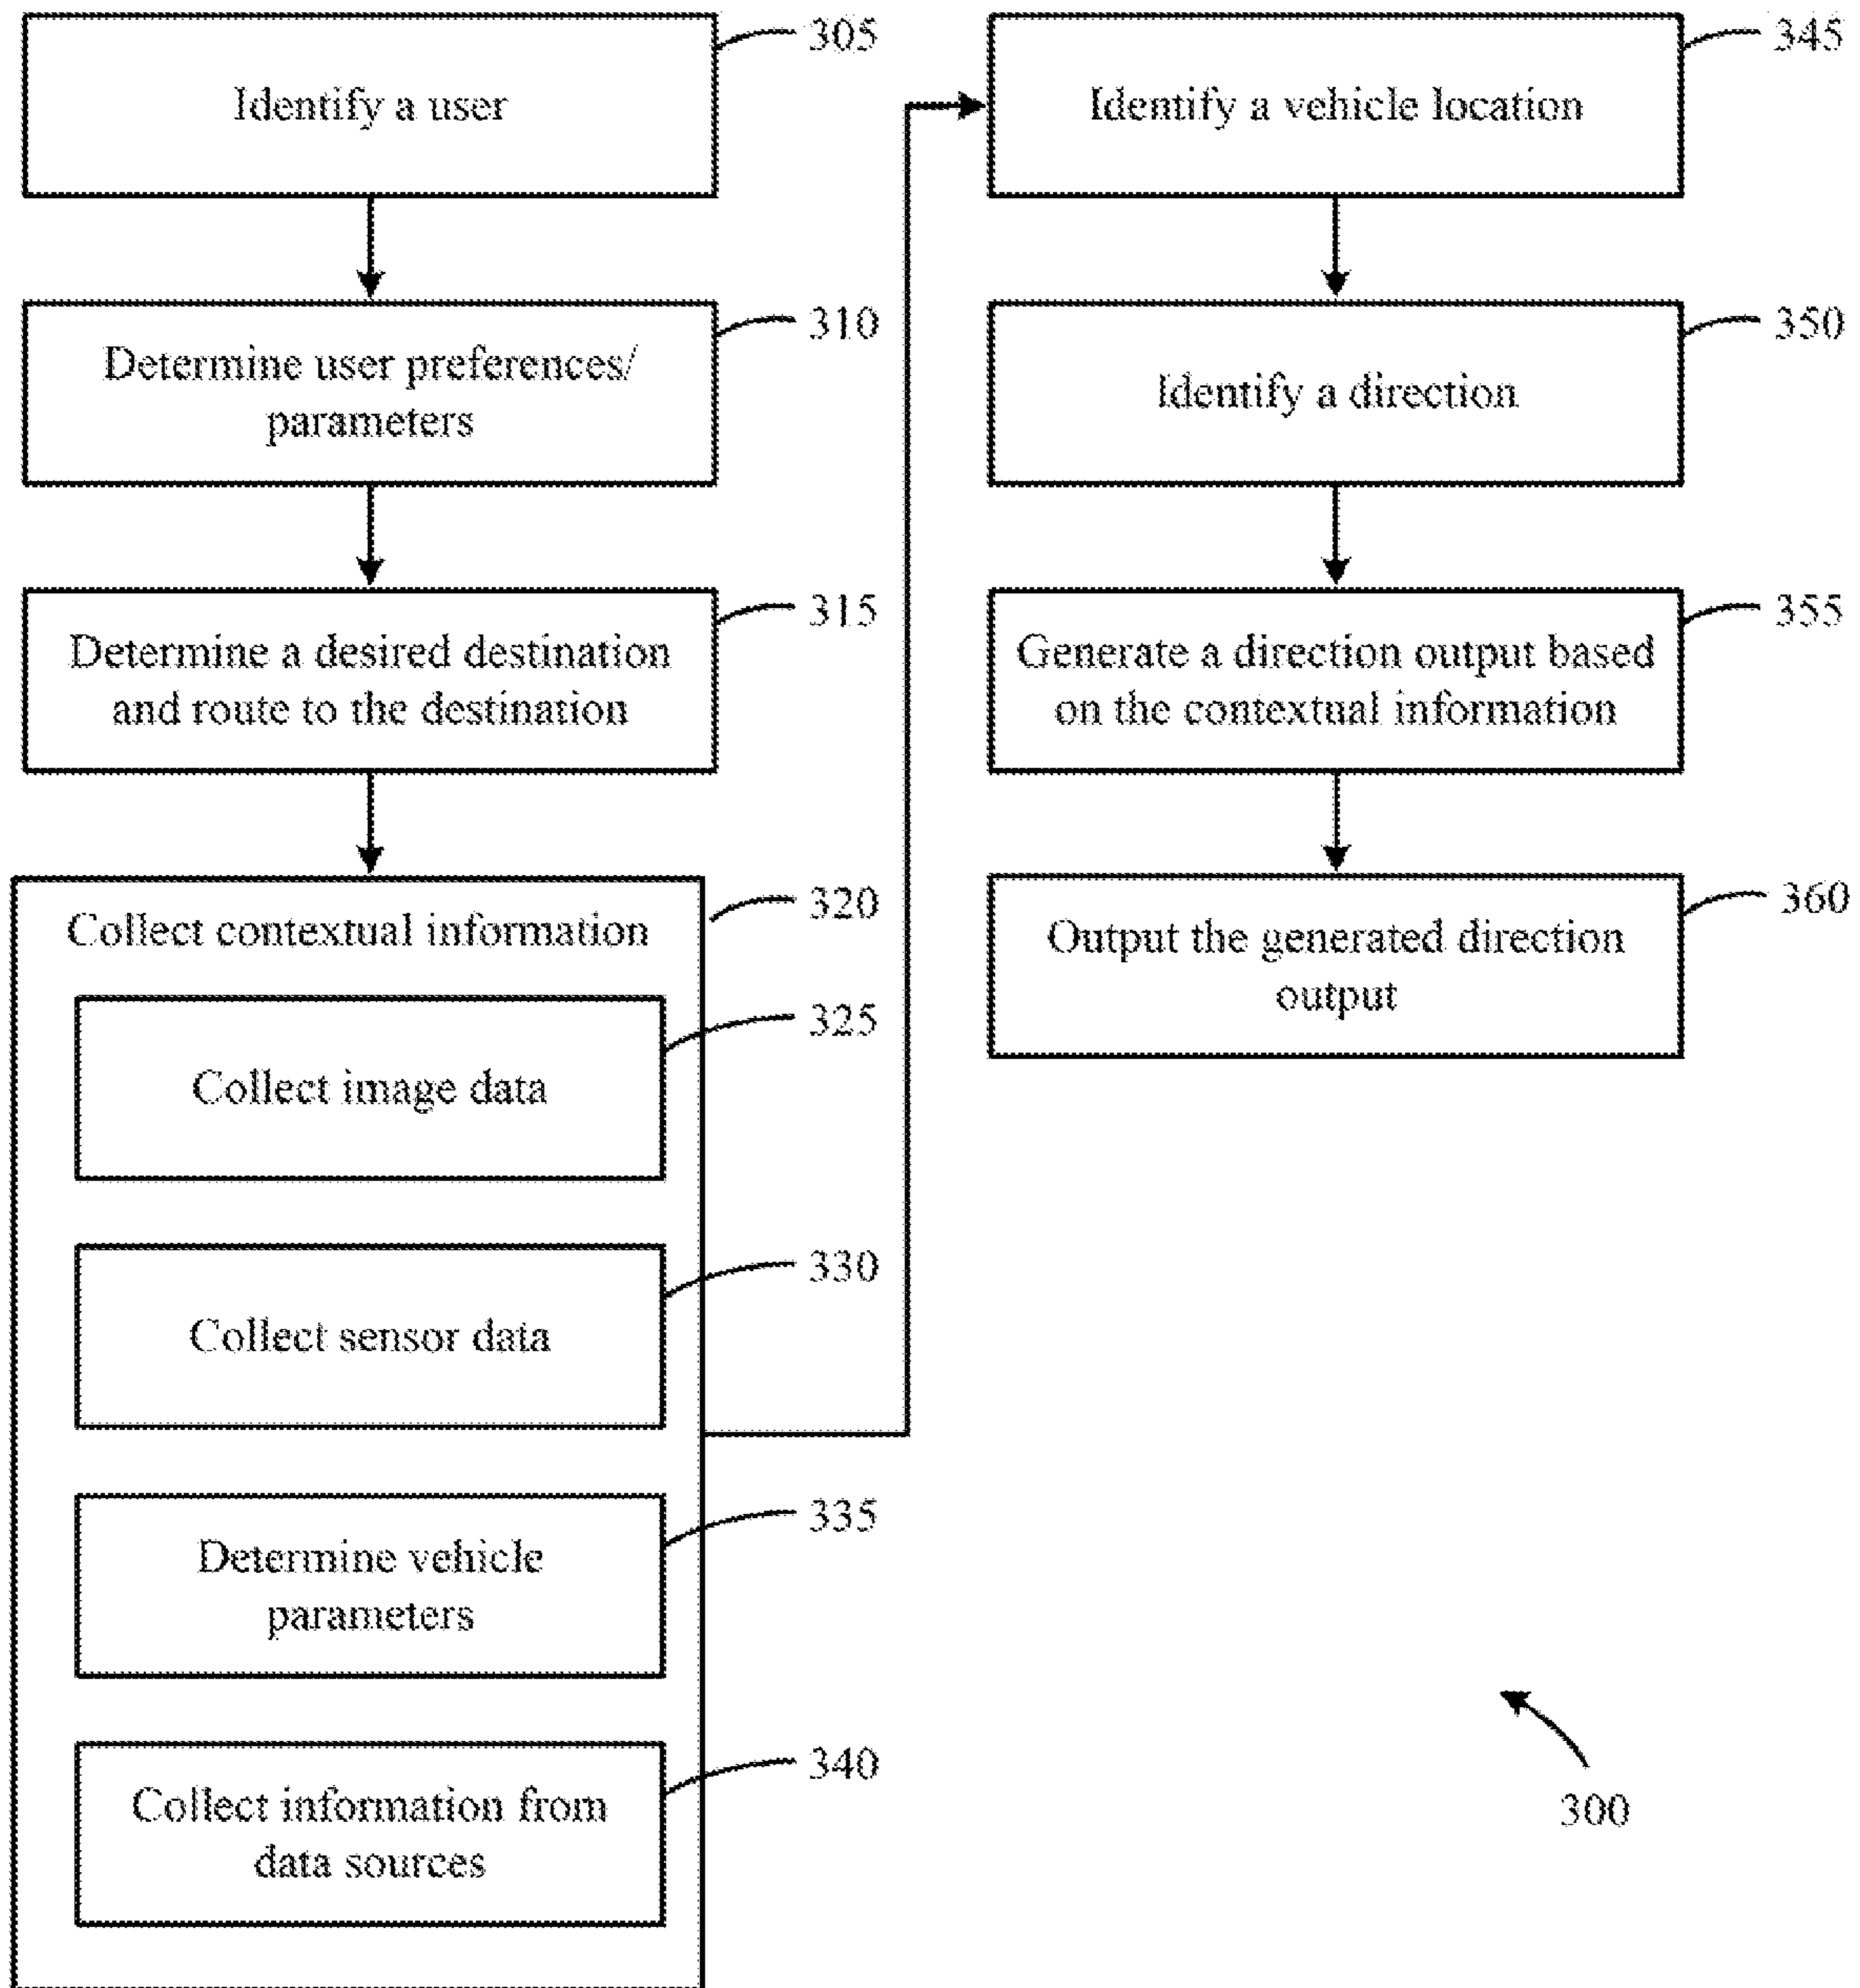 Identify a user
305
Determine user preferences/
parameters
310
Determine a desired destination
and route to the destination
315
Collect contextual information
320
Collect image data
325
Collect sensor data
330
Determine vehicle
parameters
335
Collect information from
data sources
340
Identify a vehicle location
345
Identify a direction
350
Generate a direction output based
on the contextual information
355
Output the generated direction
output
360
300